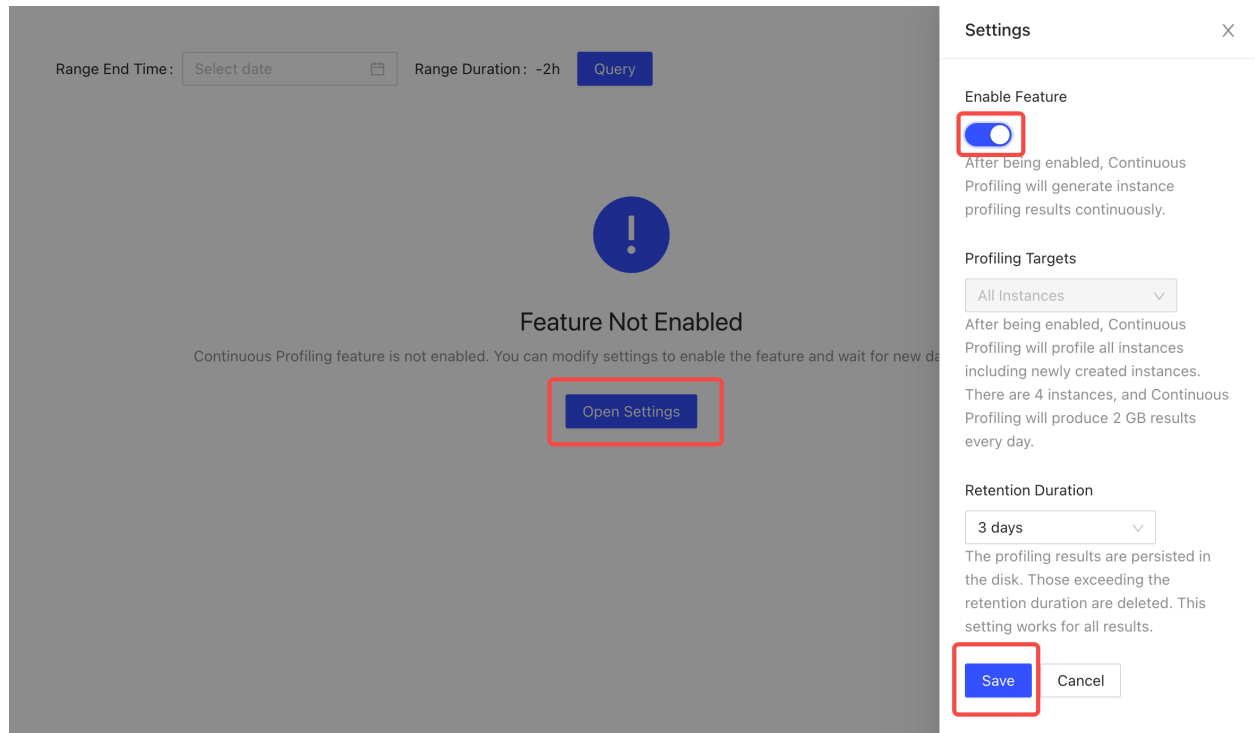 Range End Time:
Select date
Range Duration: -2h
Query
Feature Not Enabled
Continuous Profiling feature is not enabled. You can modify settings to enable the feature and wait for new
Open Settings
Settings
Enable Feature
After being enabled, Continuous
Profiling will generate instance
profiling results continuously.
Profiling Targets
All Instances
After being enabled, Continuous
Profiling will profile all instances
including newly created instances.
There are 4 instances, and Continuous
Profiling will produce 2 GB results
every day.
Retention Duration
3 days
The profiling results are persisted in
the disk. Those exceeding the
retention duration are deleted. This
setting works for all results.
Save
Cancel